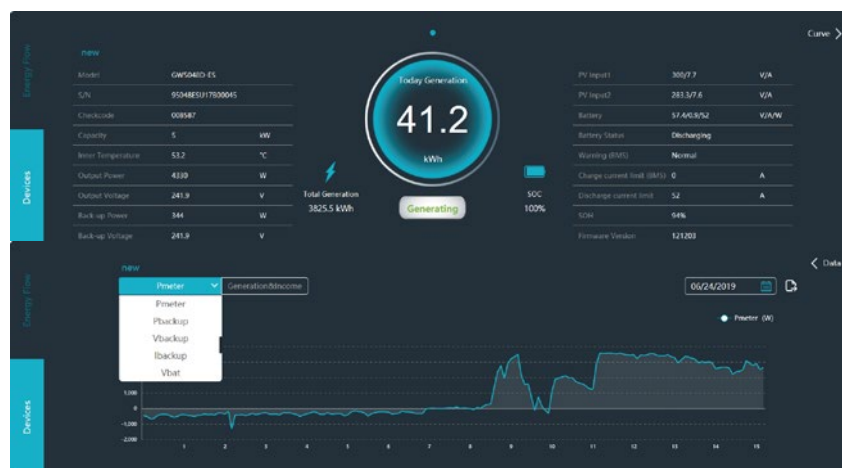 Curve
Energy Flow
Devices
new
Model GW5048D-ES
S/N 95048ESU17B00045
Checkcode 008587
Capacity 5 kW
Inner Temperature 53.2 ℃
Output Power 4330 W
Output Voltage 241.9 V
Back-up Power 344 W
Back-up Voltage 241.9 V
Today Generation
41.2
kWh
Total Generation
3825.5 kWh
Generating
SOC
100%
PV Input1 300/7.7 V/A
PV Input2 283.3/7.6 V/A
Battery 57.4/0.9/52 V/A/W
Battery Status Discharging
Warning (BMS) Normal
Charge current limit (BMS) 0 A
Discharge current limit 52 A
SOH 94%
Firmware Version 121203
Data
Energy Flow
Devices
new
Pmeter
Generation&Income
06/24/2019
Pmeter
Pbackup
Vbackup
Ibackup
Vbat
Pmeter (W)
1,000
0
-1,000
-2,000
1 2 3 4 5 6 7 8 9 10 11 12 13 14 15